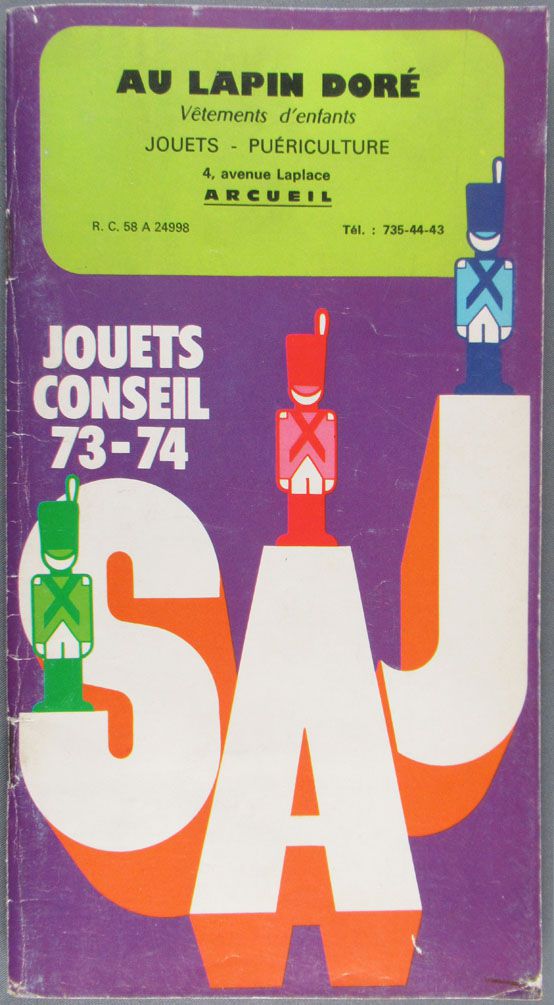 AU LAPIN DORÉ
Vêtements d'enfants
JOUETS - PUÉRICULTURE
4, avenue Laplace
ARCUEIL
R. C. 58 A 24998 Tél. : 735-44-43
JOUETS
CONSEIL
73-74
SAJ